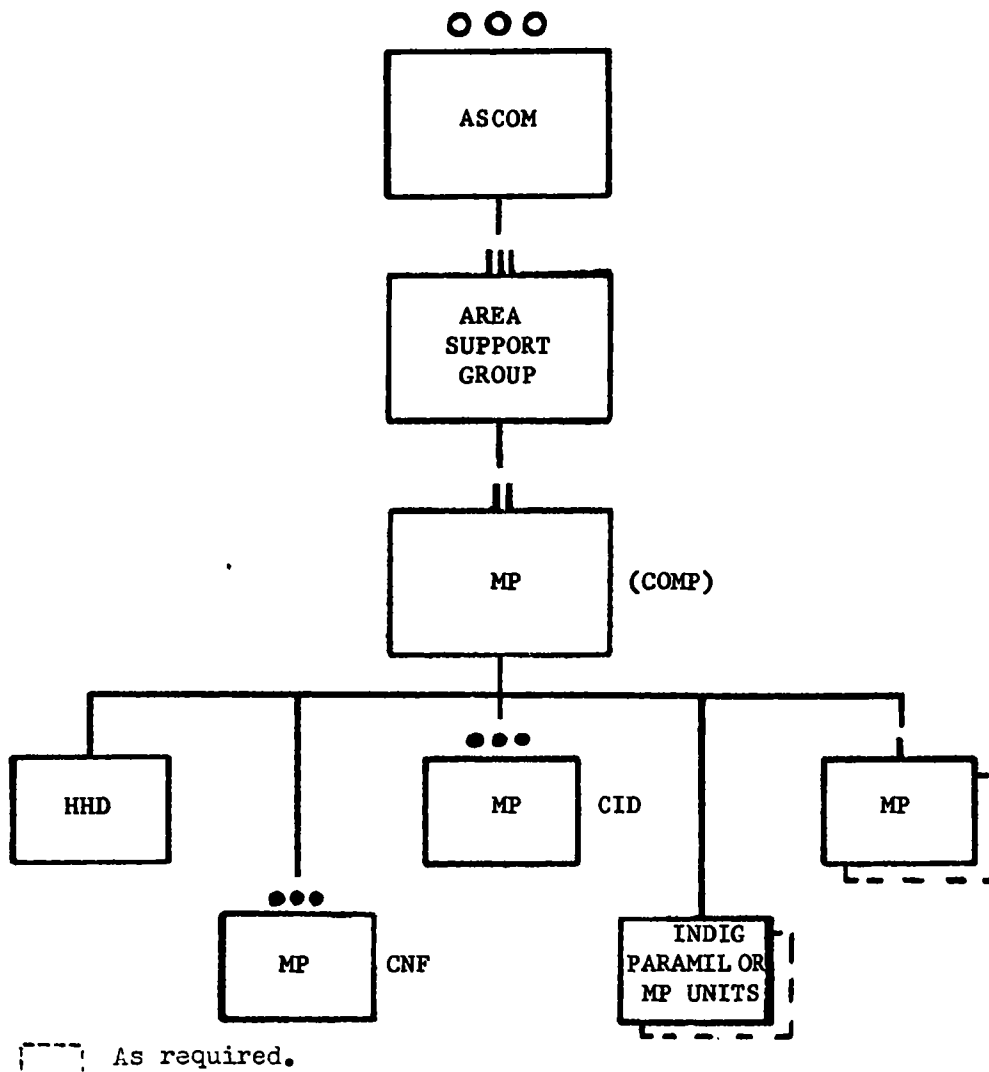 ASCOM
AREA
SUPPORT
GROUP
MP (COMP)
HHD
MP CID
MP
MP CNF
INDIG
PARAMIL OR
MP UNITS
As required.